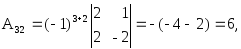 A₃₂ = (-1)³⁺² |2 1; 2 -2| = -(-4-2) = 6,